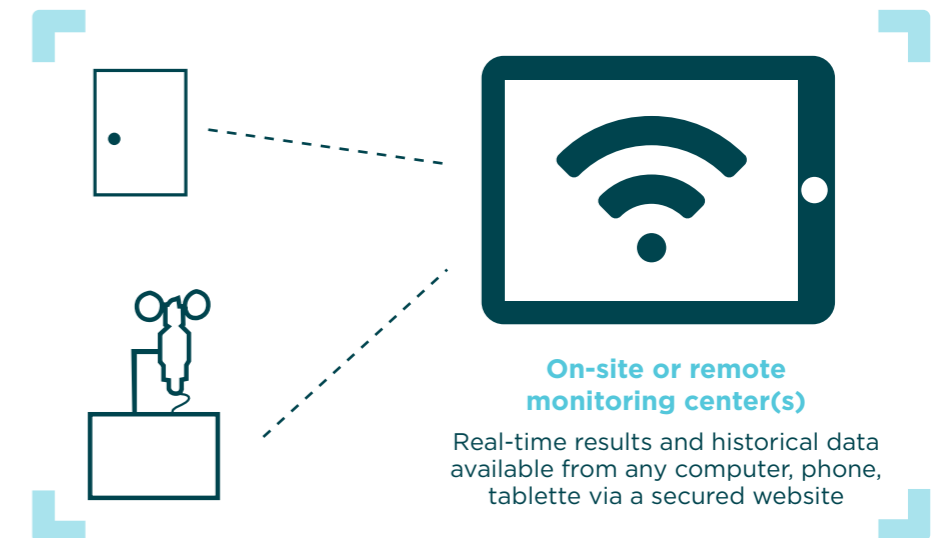 On-site or remote
monitoring center(s)
Real-time results and historical data
available from any computer, phone,
tablette via a secured website